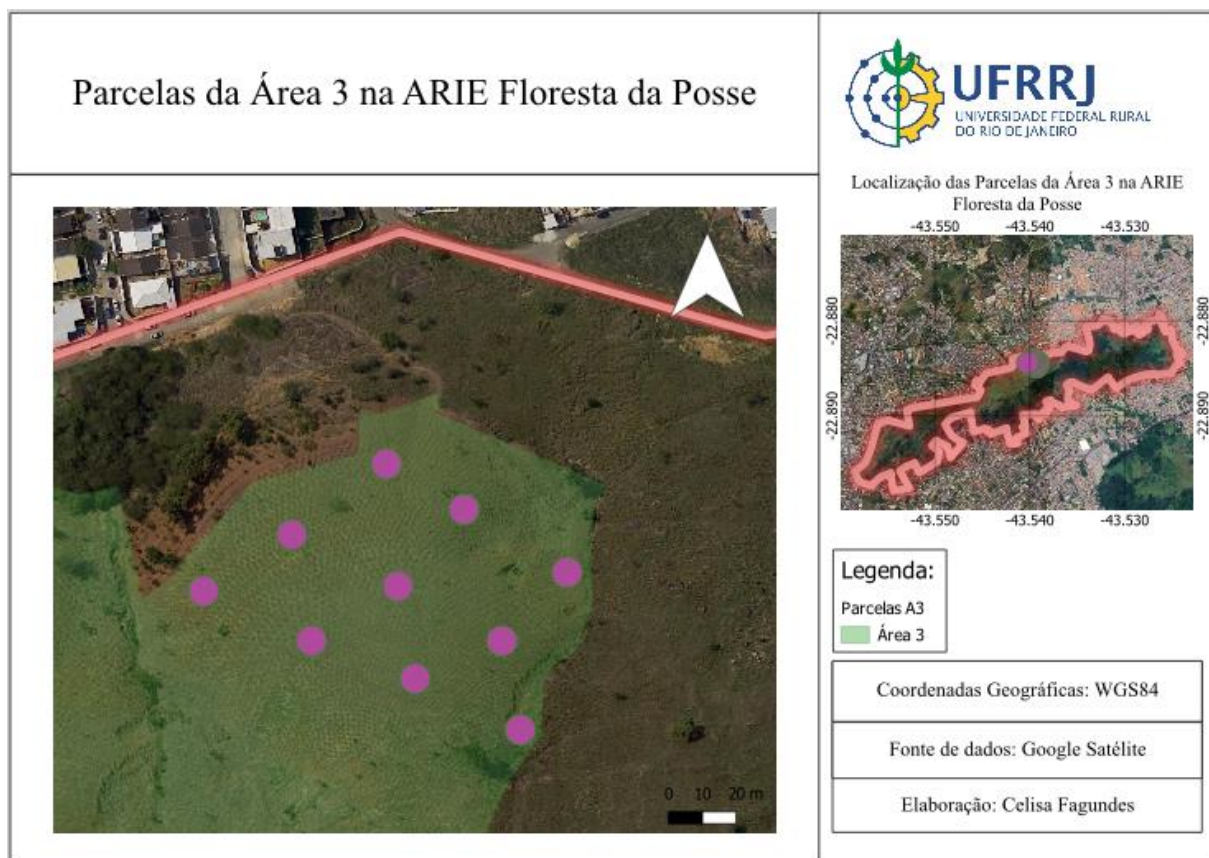 Parcelas da Área 3 na ARIE Floresta da Posse
UFRRJ
UNIVERSIDADE FEDERAL RURAL
DO RIO DE JANEIRO
Localização das Parcelas da Área 3 na ARIE
Floresta da Posse
-43.550 -43.540 -43.530
-22.880 -22.880
-22.890 -22.890
-43.550 -43.540 -43.530
Legenda:
Parcelas A3
Área 3
Coordenadas Geográficas: WGS84
Fonte de dados: Google Satélite
Elaboração: Celisa Fagundes
0 10 20 m